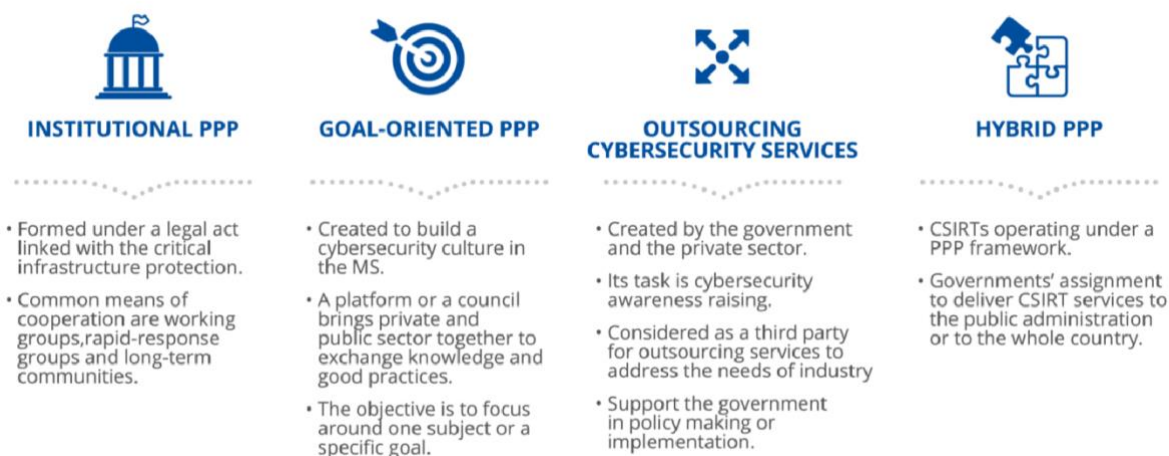 INSTITUTIONAL PPP
• Formed under a legal act
linked with the critical
infrastructure protection.
• Common means of
cooperation are working
groups,rapid-response
groups and long-term
communities.
GOAL-ORIENTED PPP
• Created to build a
cybersecurity culture in
the MS.
• A platform or a council
brings private and
public sector together to
exchange knowledge and
good practices.
• The objective is to focus
around one subject or a
specific goal.
OUTSOURCING
CYBERSECURITY SERVICES
• Created by the government
and the private sector.
• Its task is cybersecurity
awareness raising.
• Considered as a third party
for outsourcing services to
address the needs of industry
• Support the government
in policy making or
implementation.
HYBRID PPP
• CSIRTs operating under a
PPP framework.
• Governments’ assignment
to deliver CSIRT services to
the public administration
or to the whole country.